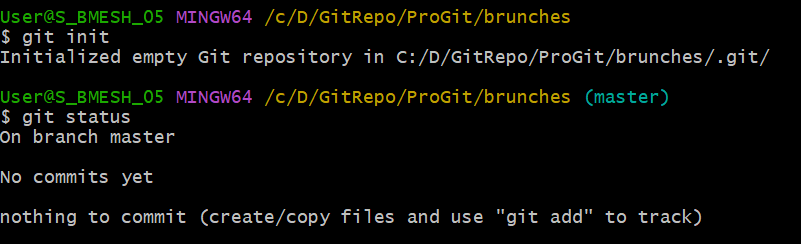 User@S_BMESH_05 MINGW64 /c/D/GitRepo/ProGit/brunches
$ git init
Initialized empty Git repository in C:/D/GitRepo/ProGit/brunches/.git/
User@S_BMESH_05 MINGW64 /c/D/GitRepo/ProGit/brunches (master)
$ git status
On branch master
No commits yet
nothing to commit (create/copy files and use "git add" to track)